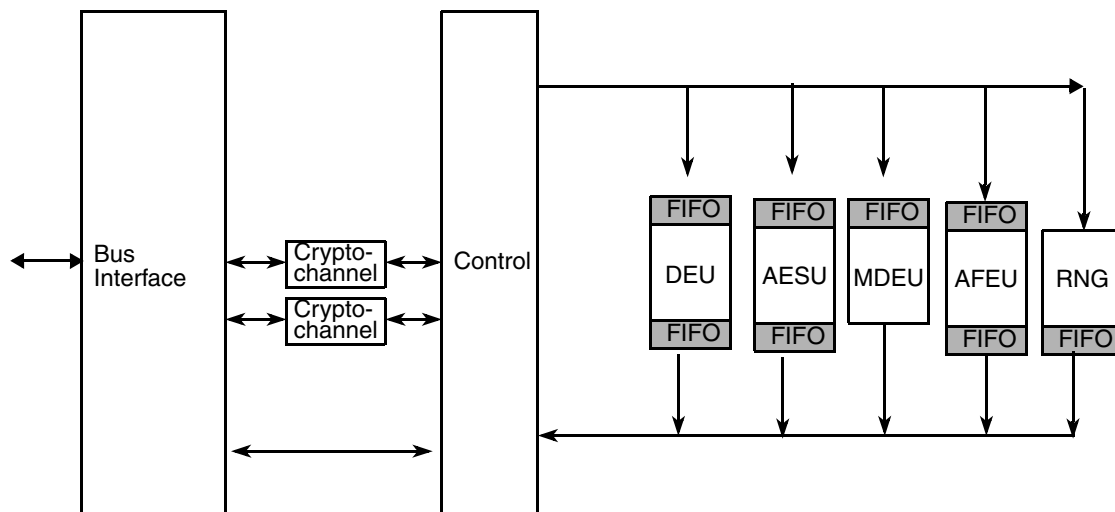 FIFO FIFO FIFO FIFO
Bus
Interface
Crypto-
channel
Control
DEU AESU MDEU AFEU RNG
Crypto-
channel
FIFO FIFO FIFO FIFO